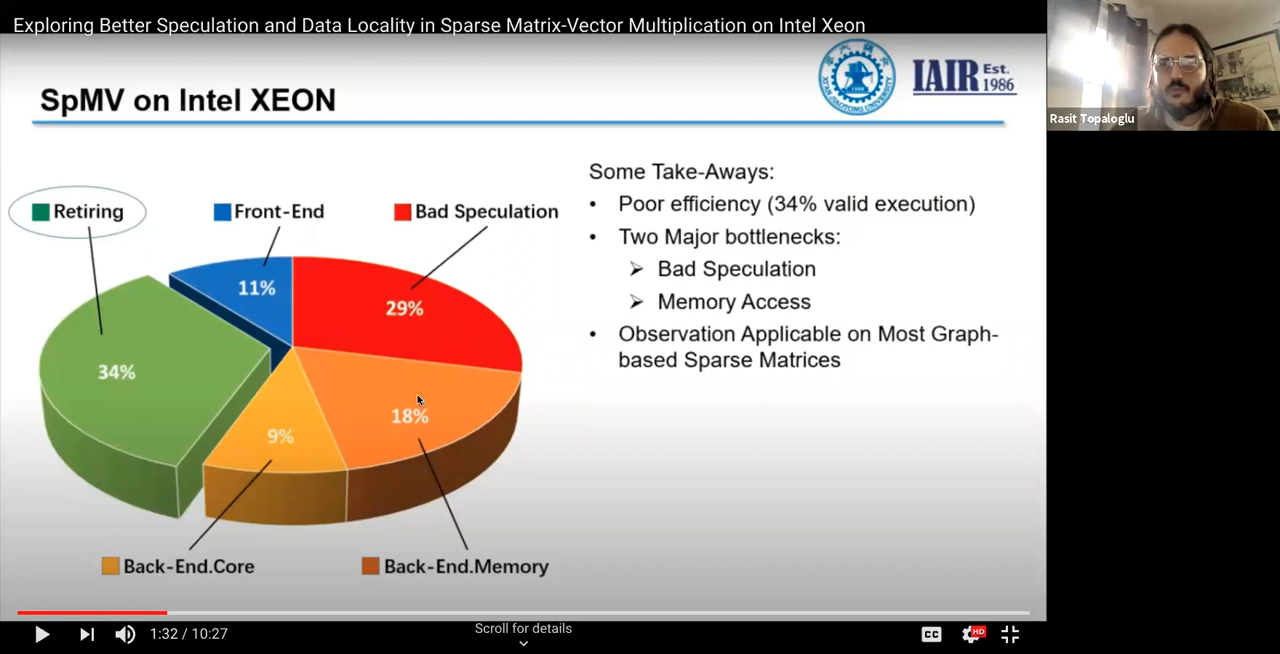 Exploring Better Speculation and Data Locality in Sparse Matrix-Vector Multiplication on Intel Xeon
SpMV on Intel XEON
IAIR Est. 1986
Rasit Topaloglu
Retiring
Front-End
Bad Speculation
11%
29%
34%
18%
9%
Back-End.Core
Back-End.Memory
Some Take-Aways:
• Poor efficiency (34% valid execution)
• Two Major bottlenecks:
➢ Bad Speculation
➢ Memory Access
• Observation Applicable on Most Graph-
based Sparse Matrices
1:32 / 10:27
Scroll for details
CC
HD